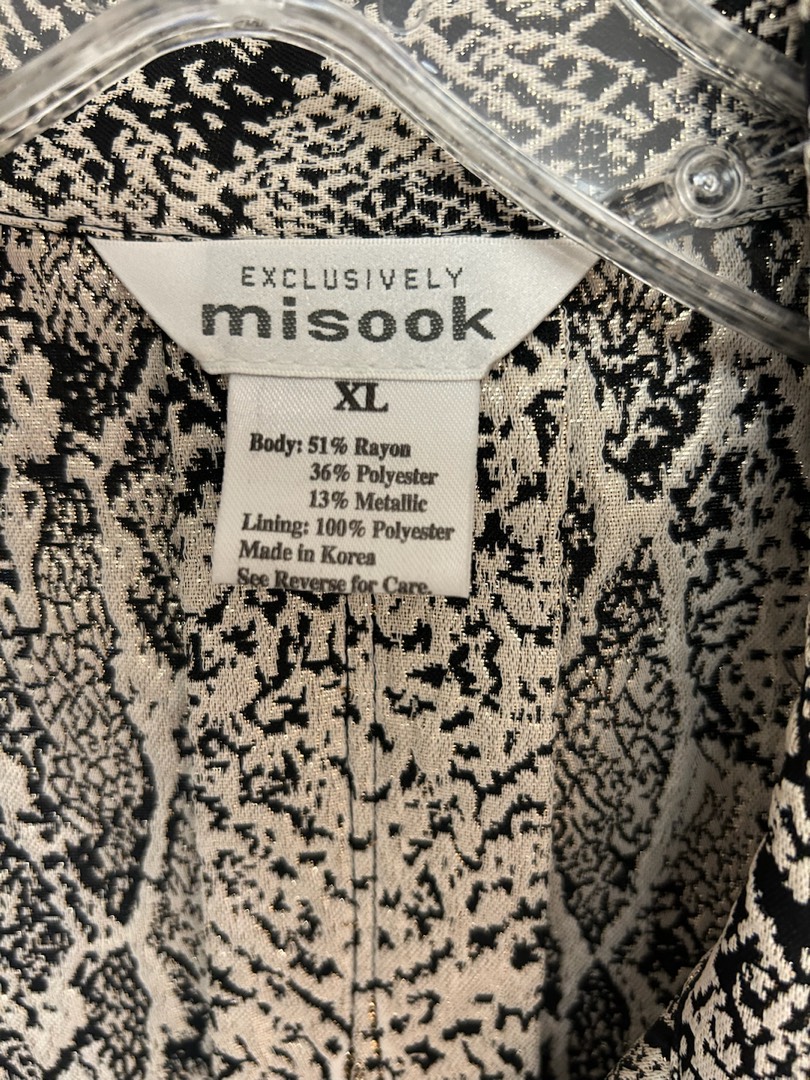 EXCLUSIVELY
misook
XL
Body: 51% Rayon
36% Polyester
13% Metallic
Lining: 100% Polyester
Made in Korea
See Reverse for Care.